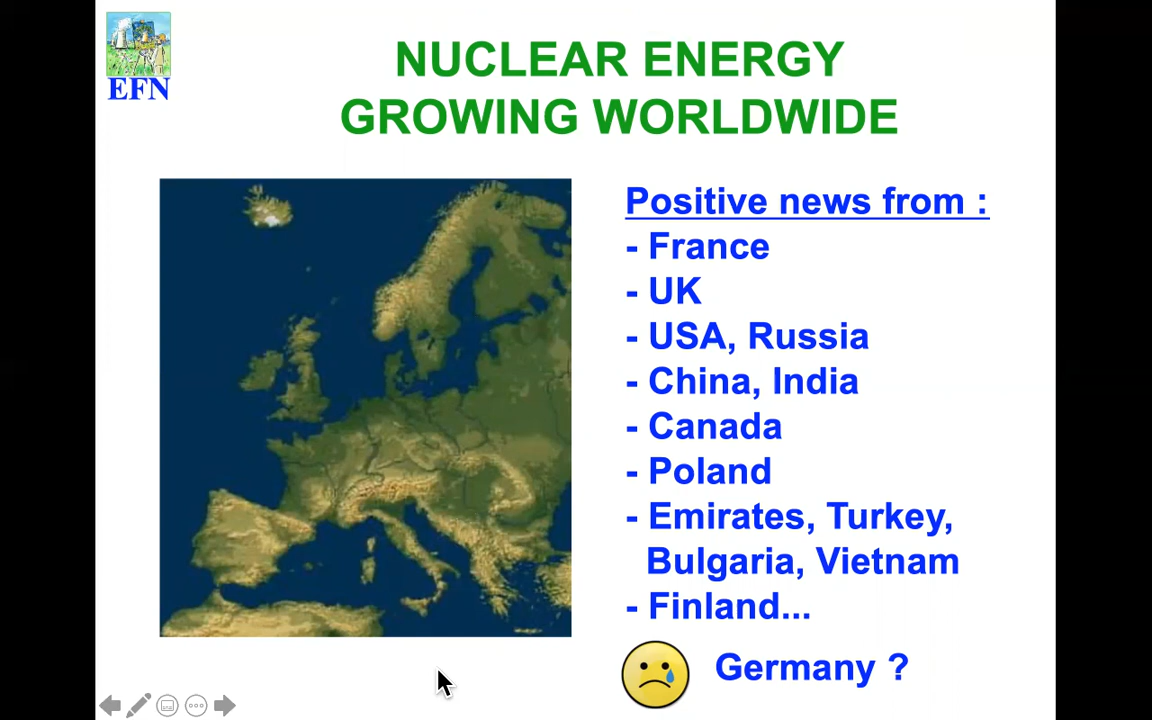 EFN
NUCLEAR ENERGY
GROWING WORLDWIDE
Positive news from :
- France
- UK
- USA, Russia
- China, India
- Canada
- Poland
- Emirates, Turkey,
Bulgaria, Vietnam
- Finland...
Germany ?